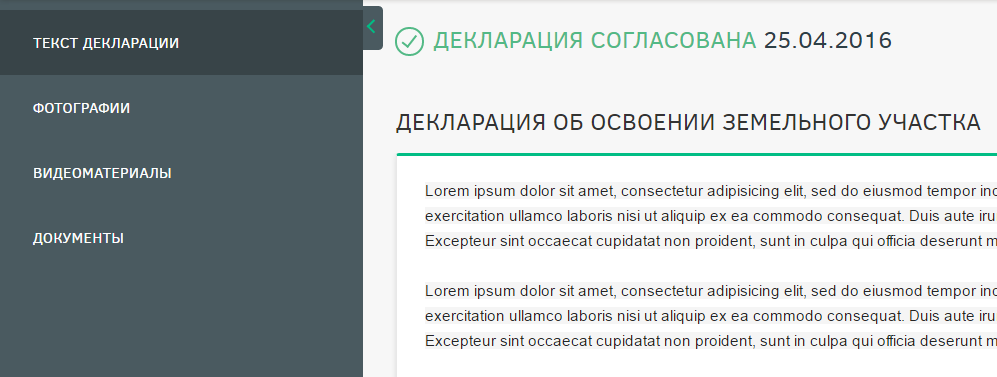 ТЕКСТ ДЕКЛАРАЦИИ
ФОТОГРАФИИ
ВИДЕОМАТЕРИАЛЫ
ДОКУМЕНТЫ
ДЕКЛАРАЦИЯ СОГЛАСОВАНА 25.04.2016
ДЕКЛАРАЦИЯ ОБ ОСВОЕНИИ ЗЕМЕЛЬНОГО УЧАСТКА
Lorem ipsum dolor sit amet, consectetur adipisicing elit, sed do eiusmod tempor
exercitation ullamco laboris nisi ut aliquip ex ea commodo consequat. Duis aute
Excepteur sint occaecat cupidatat non proident, sunt in culpa qui officia deserunt
Lorem ipsum dolor sit amet, consectetur adipisicing elit, sed do eiusmod tempor
exercitation ullamco laboris nisi ut aliquip ex ea commodo consequat. Duis aute
Excepteur sint occaecat cupidatat non proident, sunt in culpa qui officia deserunt